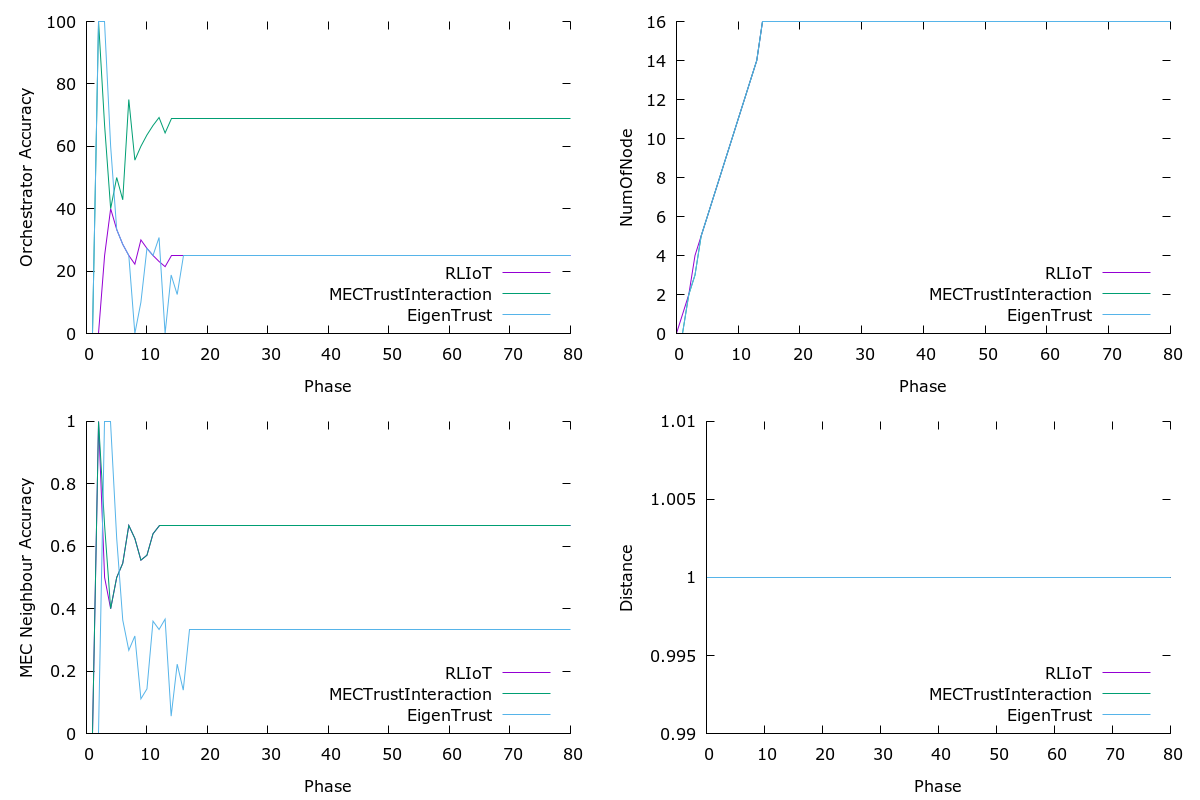 100
80
60
40
20
0
Orchestrator Accuracy
RLIoT
MECTrustInteraction
EigenTrust
0 10 20 30 40 50 60 70 80
Phase
16
14
12
10
8
6
4
2
0
NumOfNode
RLIoT
MECTrustInteraction
EigenTrust
0 10 20 30 40 50 60 70 80
Phase
1
0.8
0.6
0.4
0.2
0
MEC Neighbour Accuracy
RLIoT
MECTrustInteraction
EigenTrust
0 10 20 30 40 50 60 70 80
Phase
1.01
1.005
1
0.995
0.99
Distance
RLIoT
MECTrustInteraction
EigenTrust
0 10 20 30 40 50 60 70 80
Phase